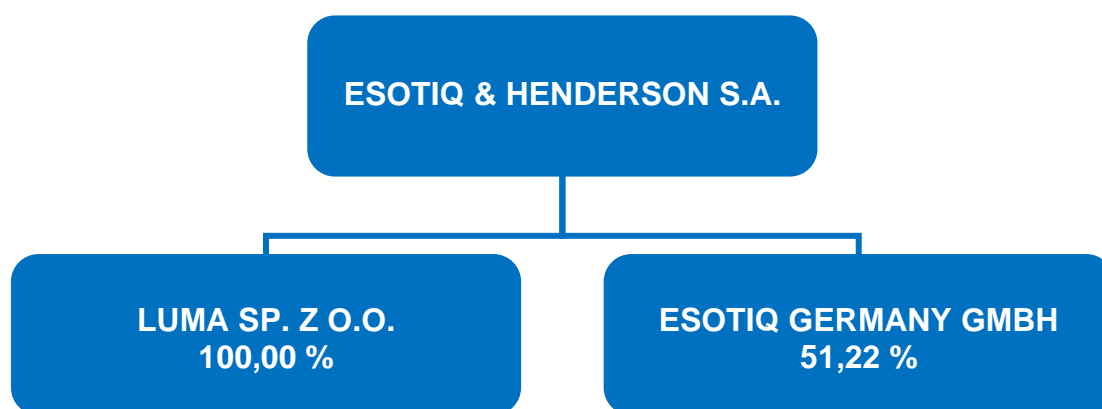 ESOTIQ & HENDERSON S.A.
LUMA SP. Z O.O.
100,00 %
ESOTIQ GERMANY GMBH
51,22 %